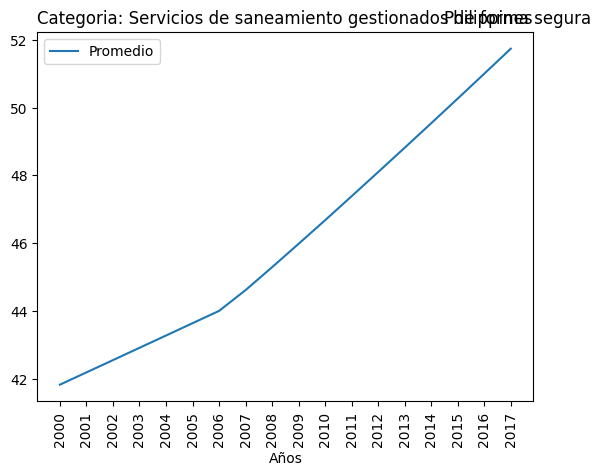 Categoria: Servicios de saneamiento gestionados de forma segura
Philippines
Promedio
52
50
48
46
44
42
2000 2001 2002 2003 2004 2005 2006 2007 2008 2009 2010 2011 2012 2013 2014 2015 2016 2017
Años